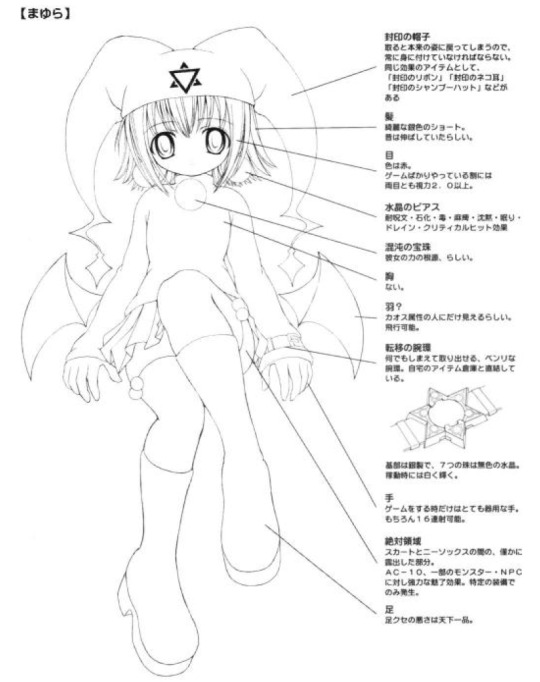 【まゆら】
封印の帽子
取ると本来の姿に戻ってしまうので、
常に身に付けていなければならない。
同じ効果のアイテムとして、
「封印のリボン」「封印のネコ耳」
「封印のシャンプーハット」などが
ある
髪
綺麗な銀色のショート。
昔は伸ばしていたらしい。
目
色は赤。
ゲームばかりやっている割には
両目とも視力2.0以上。
水晶のピアス
耐呪文・石化・毒・麻痺・沈黙・眠り・
ドレイン・クリティカルヒット効果
混沌の宝珠
彼女の力の根源、らしい。
胸
ない。
羽?
カオス属性の人にだけ見えるらしい。
飛行可能。
転移の腕環
何でもしまえて取り出せる、ベンリな
腕環。自宅のアイテム倉庫と直結して
いる。
基部は銀製で、7つの珠は無色の水晶。
稼動時には白く輝く。
手
ゲームをする時だけはとても器用な手。
もちろん16連射可能。
絶対領域
スカートとニーソックスの間の、僅かに
露出した部分。
AC-10、一部のモンスター・NPC
に対し強力な魅了効果。特定の装備で
のみ発生。
足
足クセの悪さは天下一品。